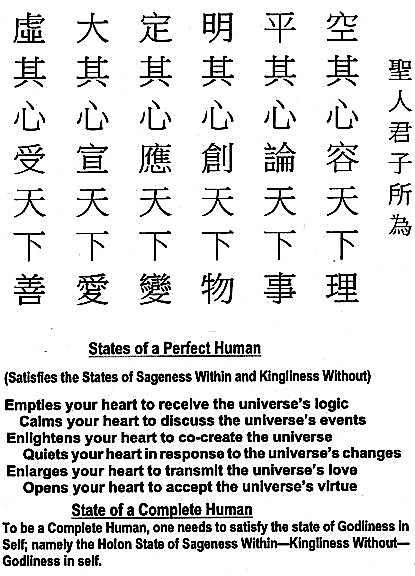 聖人君子所為
空其心容天下理
平其心論天下事
明其心創天下物
定其心應天下變
大其心宣天下愛
虛其心受天下善
States of a Perfect Human
(Satisfies the States of Sageness Within and Kingliness Without)
Empties your heart to receive the universe's logic
Calms your heart to discuss the universe's events
Enlightens your heart to co-create the universe
Quiets your heart in response to the universe's changes
Enlarges your heart to transmit the universe's love
Opens your heart to accept the universe's virtue
State of a Complete Human
To be a Complete Human, one needs to satisfy the state of Godliness in
Self; namely the Holon State of Sageness Within—Kingliness Without—
Godliness in self.